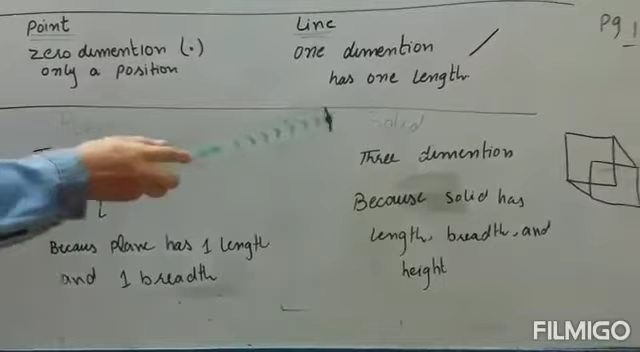 Point
zero dimention (.)
only a position
Line
one dimention
has one length
Pg 1
Becaus plane has 1 length
and 1 breadth
Solid
Three dimention
Because solid has
length, breadth, and
height
FILMIGO